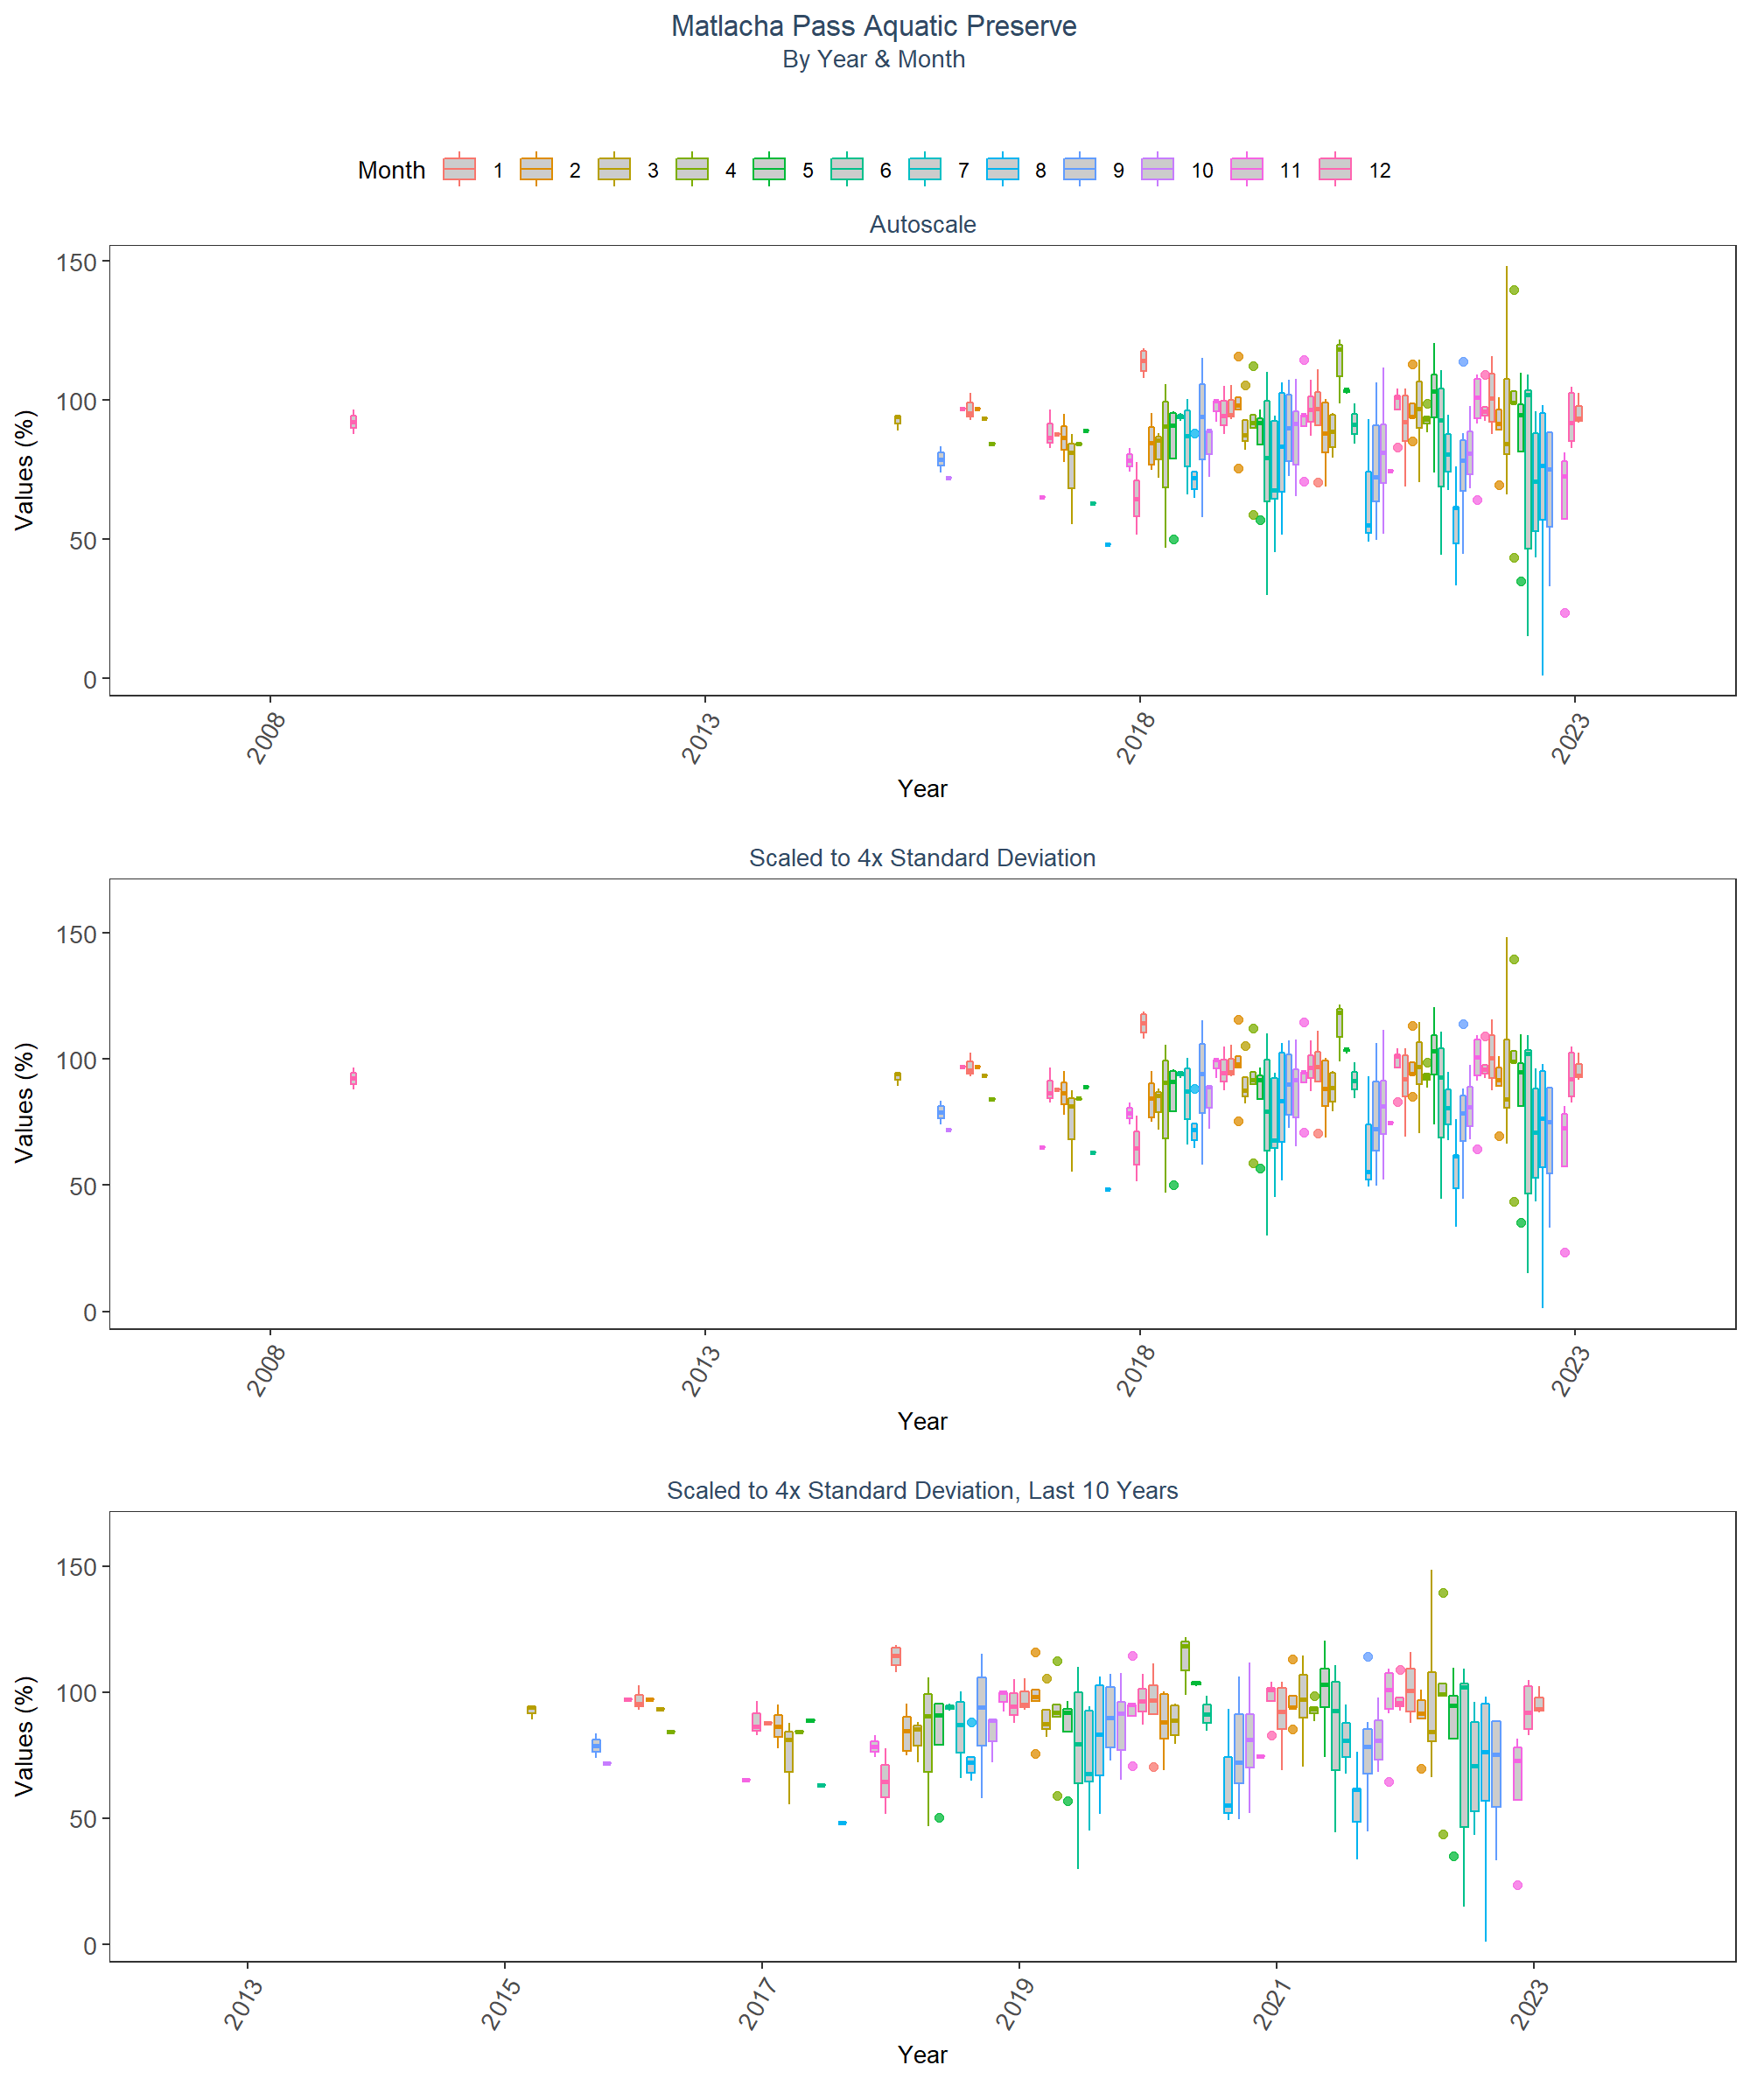 Matlacha Pass Aquatic Preserve
By Year & Month
Month 1 2 3 4 5 6 7 8 9 10 11 12
Autoscale
Values (%)
150
100
50
0
2008 2013 2018 2023
Year
Scaled to 4x Standard Deviation
Values (%)
150
100
50
0
2008 2013 2018 2023
Year
Scaled to 4x Standard Deviation, Last 10 Years
Values (%)
150
100
50
0
2013 2015 2017 2019 2021 2023
Year